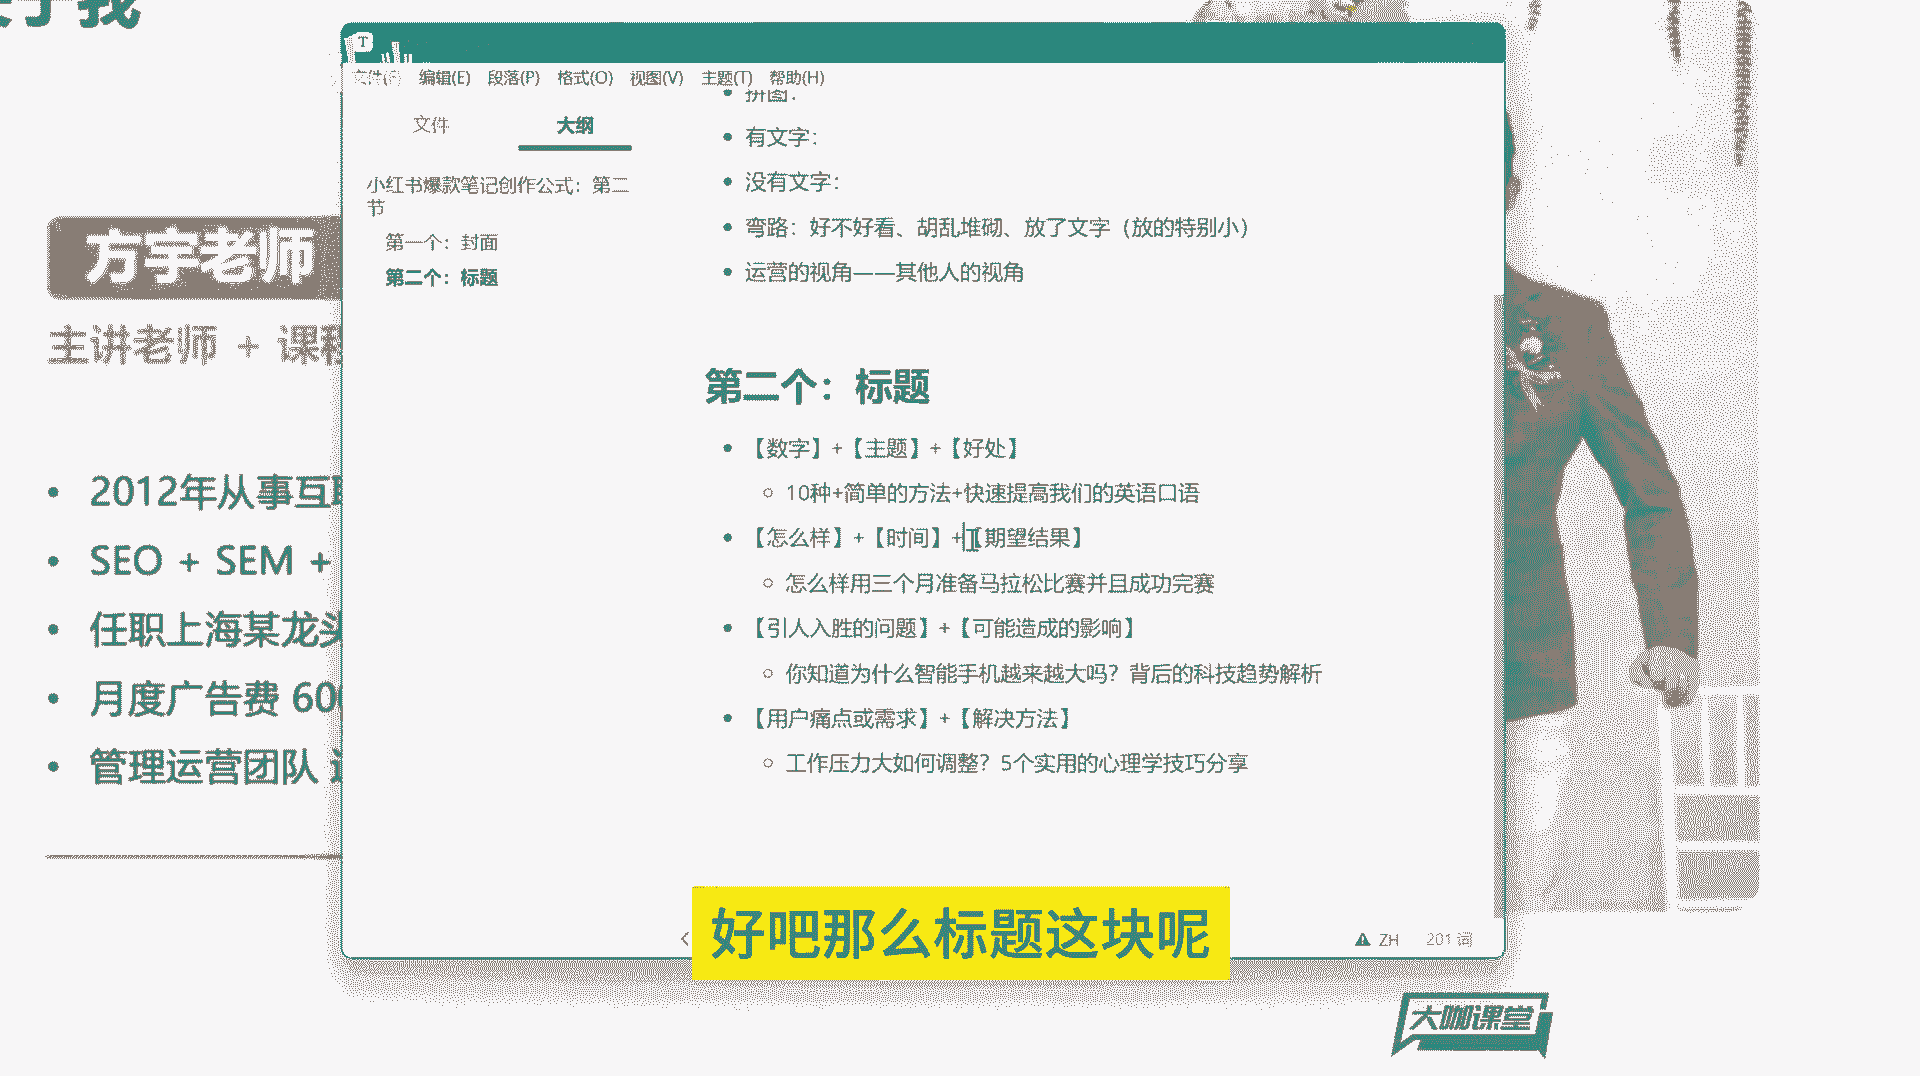 于我
方宇老师
主讲老师 + 课程
2012年从事互联
SEO + SEM +
任职上海某龙头
月度广告费 600
管理运营团队
T
文件(F) 编辑(E) 段落(P) 格式(O) 视图(V) 主题(T) 帮助(H)
文件 大纲
小红书爆款笔记创作公式：第二
节
第一个：封面
第二个：标题
拼图：
有文字：
没有文字：
弯路：好不好看、胡乱堆砌、放了文字（放的特别小）
运营的视角——其他人的视角
第二个：标题
【数字】+【主题】+【好处】
10种+简单的方法+快速提高我们的英语口语
【怎么样】+【时间】+【期望结果】
怎么样用三个月准备马拉松比赛并且成功完赛
【引人入胜的问题】+【可能造成的影响】
你知道为什么智能手机越来越大吗？背后的科技趋势解析
【用户痛点或需求】+【解决方法】
工作压力大如何调整？5个实用的心理学技巧分享
ZH 201 词
好吧那么标题这块呢
大咖课堂